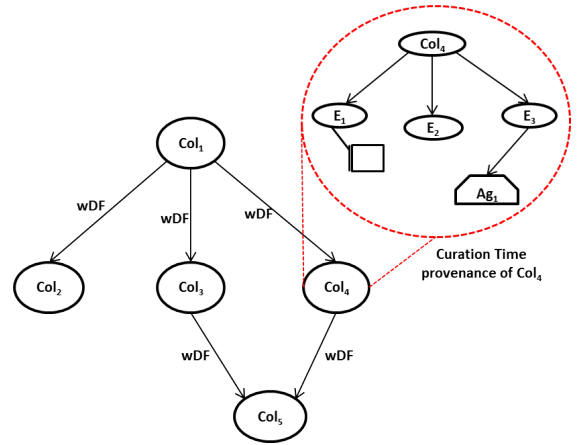 Col₄
E₁
E₂
E₃
Ag₁
Curation Time
provenance of Col₄
Col₁
wDF
wDF
wDF
Col₂
Col₃
Col₄
wDF
wDF
Col₅